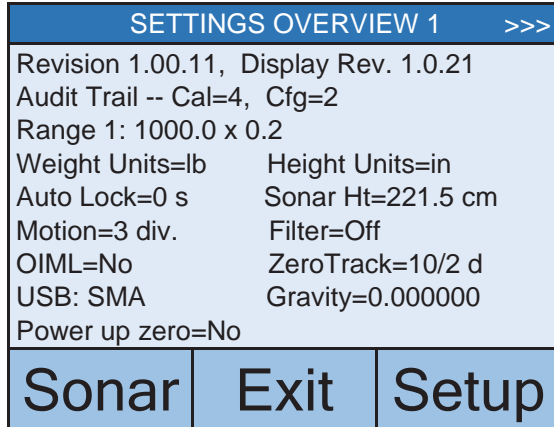 SETTINGS OVERVIEW 1 >>>
Revision 1.00.11, Display Rev. 1.0.21
Audit Trail -- Cal=4, Cfg=2
Range 1: 1000.0 x 0.2
Weight Units=lb Height Units=in
Auto Lock=0 s Sonar Ht=221.5 cm
Motion=3 div. Filter=Off
OIML=No ZeroTrack=10/2 d
USB: SMA Gravity=0.000000
Power up zero=No
Sonar Exit Setup